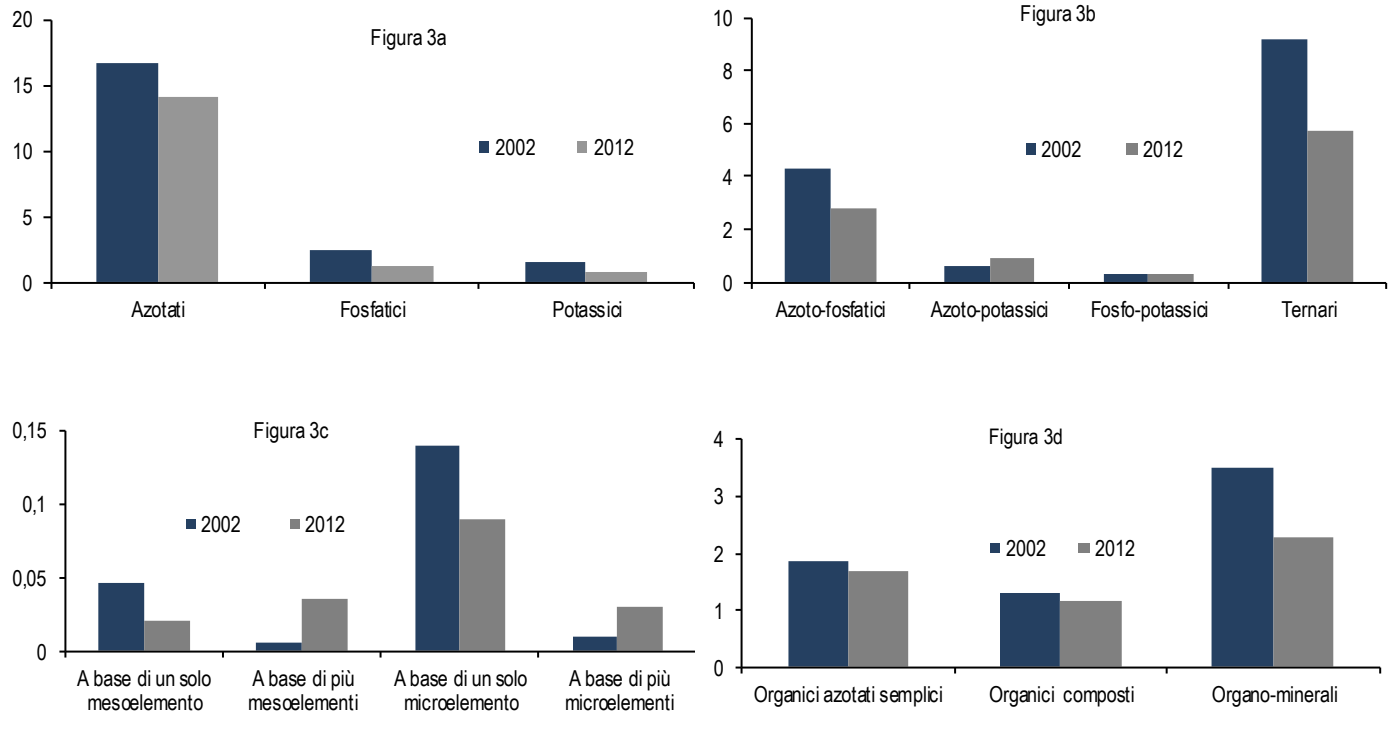 Figura 3a
20
15
10
5
0
2002 2012
Azotati Fosfatici Potassici
Figura 3b
10
8
6
4
2
0
2002 2012
Azoto-fosfatici Azoto-potassici Fosfo-potassici Ternari
Figura 3c
0,15
0,1
0,05
0
2002 2012
A base di un solo A base di più A base di un solo A base di più
mesoelemento mesoelementi microelemento microelementi
Figura 3d
4
3
2
1
0
2002 2012
Organici azotati semplici Organici composti Organo-minerali